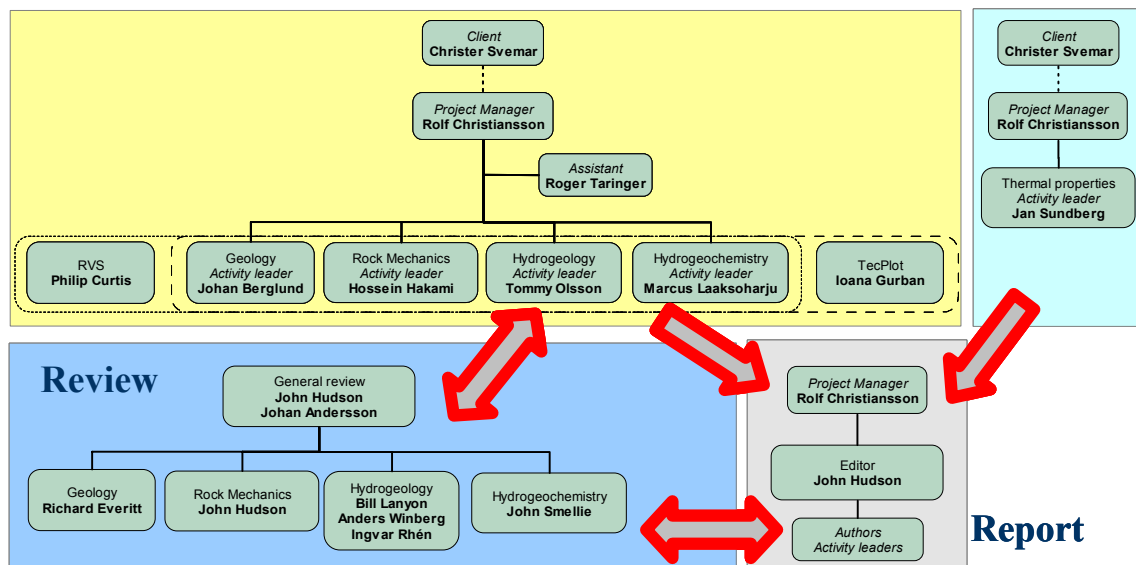 Client
Christer Svemar
Project Manager
Rolf Christiansson
Assistant
Roger Taringer
RVS
Philip Curtis
Geology
Activity leader
Johan Berglund
Rock Mechanics
Activity leader
Hossein Hakami
Hydrogeology
Activity leader
Tommy Olsson
Hydrogeochemistry
Activity leader
Marcus Laaksoharju
TecPlot
Ioana Gurban
Client
Christer Svemar
Project Manager
Rolf Christiansson
Thermal properties
Activity leader
Jan Sundberg
Review
General review
John Hudson
Johan Andersson
Geology
Richard Everitt
Rock Mechanics
John Hudson
Hydrogeology
Bill Lanyon
Anders Winberg
Ingvar Rhén
Hydrogeochemistry
John Smellie
Project Manager
Rolf Christiansson
Editor
John Hudson
Authors
Activity leaders
Report